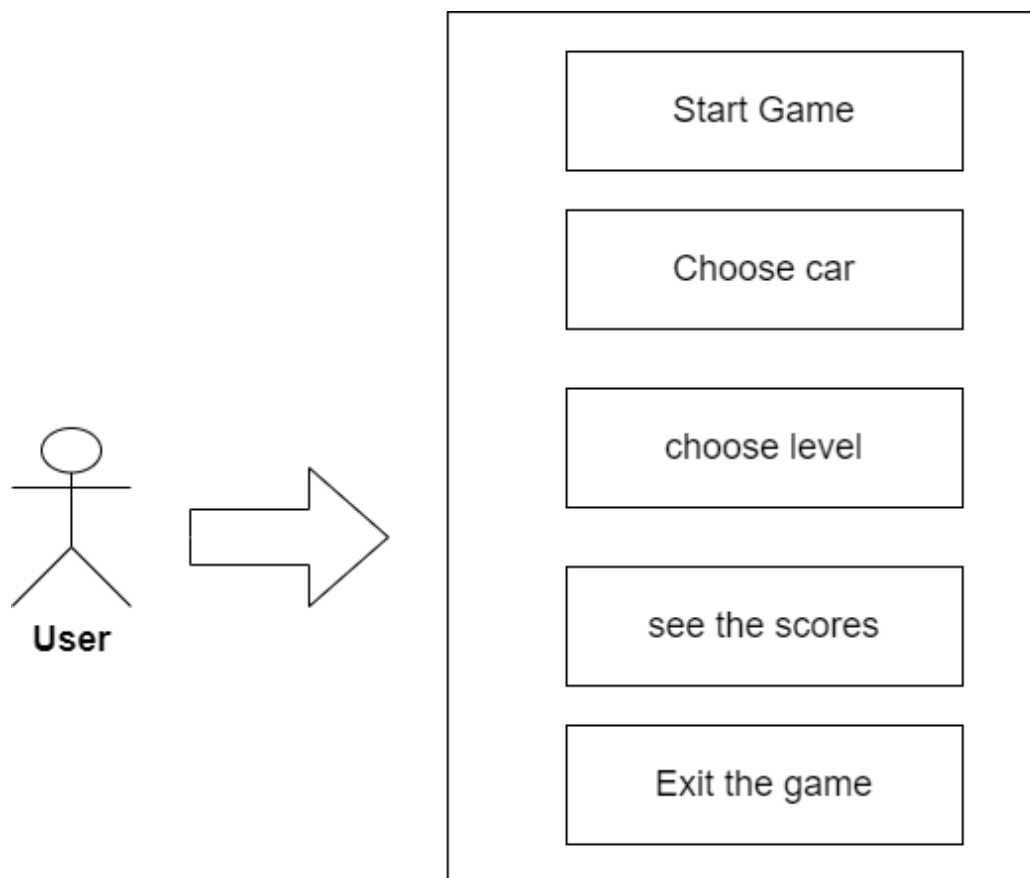 Start Game
Choose car
choose level
see the scores
Exit the game
User